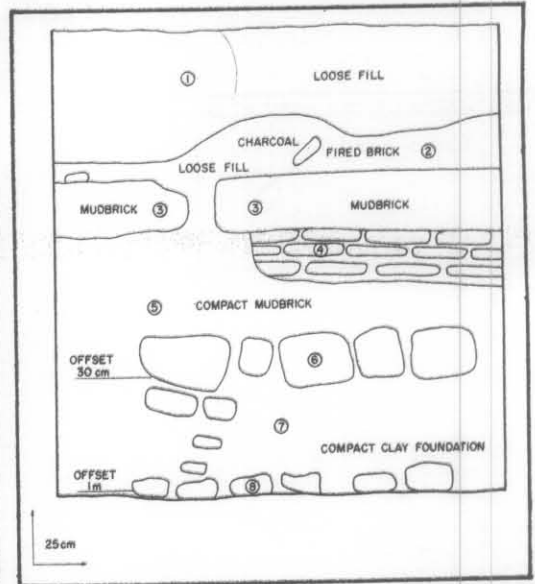 ① LOOSE FILL
CHARCOAL
FIRED BRICK ②
LOOSE FILL
MUDBRICK ③
③ MUDBRICK
④
⑤ COMPACT MUDBRICK
OFFSET
30 cm
⑥
⑦
COMPACT CLAY FOUNDATION
OFFSET
1m
⑧
25cm